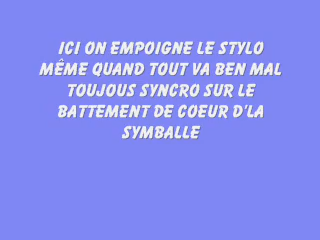 ICI ON EMPOIGNE LE STYLO
MÊME QUAND TOUT VA BEN MAL
TOUJOUS SYNCRO SUR LE
BATTEMENT DE COEUR D'LA
SYMBALLE